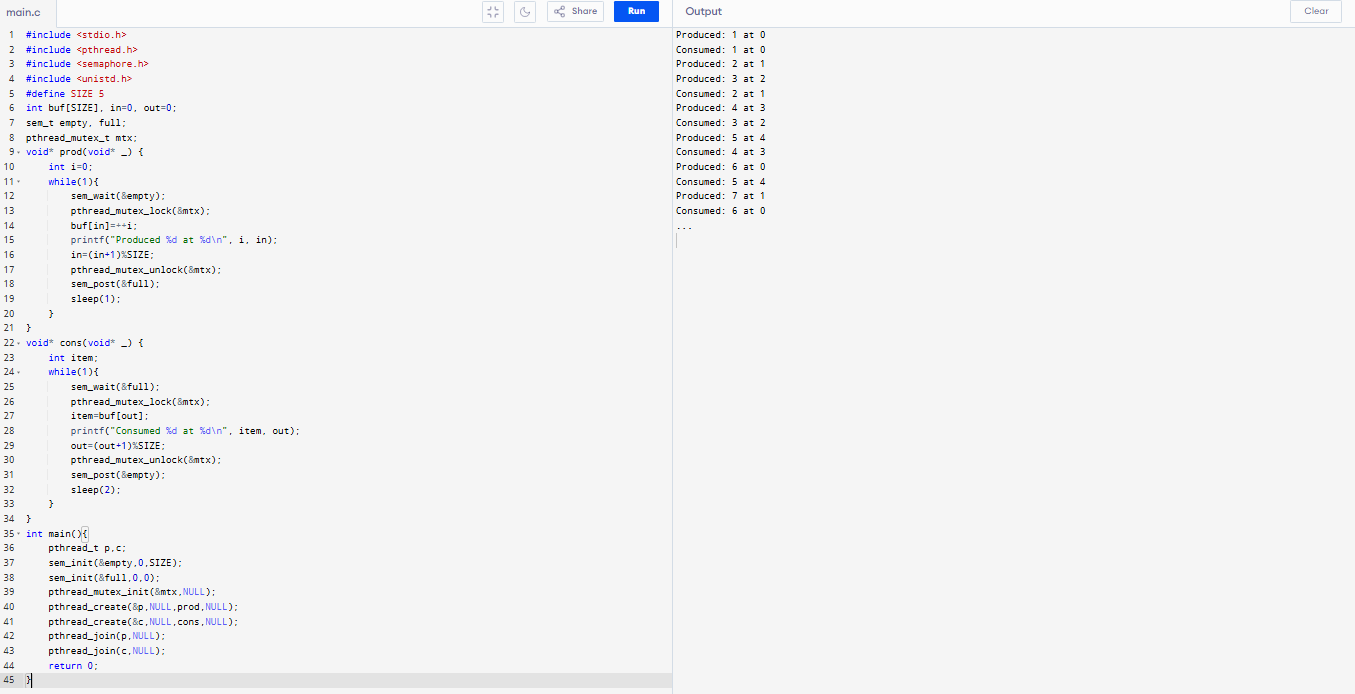 main.c
Share
Run
Output
Clear
1 #include <stdio.h>
2 #include <pthread.h>
3 #include <semaphore.h>
4 #include <unistd.h>
5 #define SIZE 5
6 int buf[SIZE], in=0, out=0;
7 sem_t empty, full;
8 pthread_mutex_t mtx;
9 void* prod(void* _) {
10 int i=0;
11 while(1){
12 sem_wait(&empty);
13 pthread_mutex_lock(&mtx);
14 buf[in]=++i;
15 printf("Produced %d at %d\n", i, in);
16 in=(in+1)%SIZE;
17 pthread_mutex_unlock(&mtx);
18 sem_post(&full);
19 sleep(1);
20 }
21 }
22 void* cons(void* _) {
23 int item;
24 while(1){
25 sem_wait(&full);
26 pthread_mutex_lock(&mtx);
27 item=buf[out];
28 printf("Consumed %d at %d\n", item, out);
29 out=(out+1)%SIZE;
30 pthread_mutex_unlock(&mtx);
31 sem_post(&empty);
32 sleep(2);
33 }
34 }
35 int main(){
36 pthread_t p,c;
37 sem_init(&empty,0,SIZE);
38 sem_init(&full,0,0);
39 pthread_mutex_init(&mtx,NULL);
40 pthread_create(&p,NULL,prod,NULL);
41 pthread_create(&c,NULL,cons,NULL);
42 pthread_join(p,NULL);
43 pthread_join(c,NULL);
44 return 0;
45 }
Produced: 1 at 0
Consumed: 1 at 0
Produced: 2 at 1
Produced: 3 at 2
Consumed: 2 at 1
Produced: 4 at 3
Consumed: 3 at 2
Produced: 5 at 4
Consumed: 4 at 3
Produced: 6 at 0
Consumed: 5 at 4
Produced: 7 at 1
Consumed: 6 at 0
...